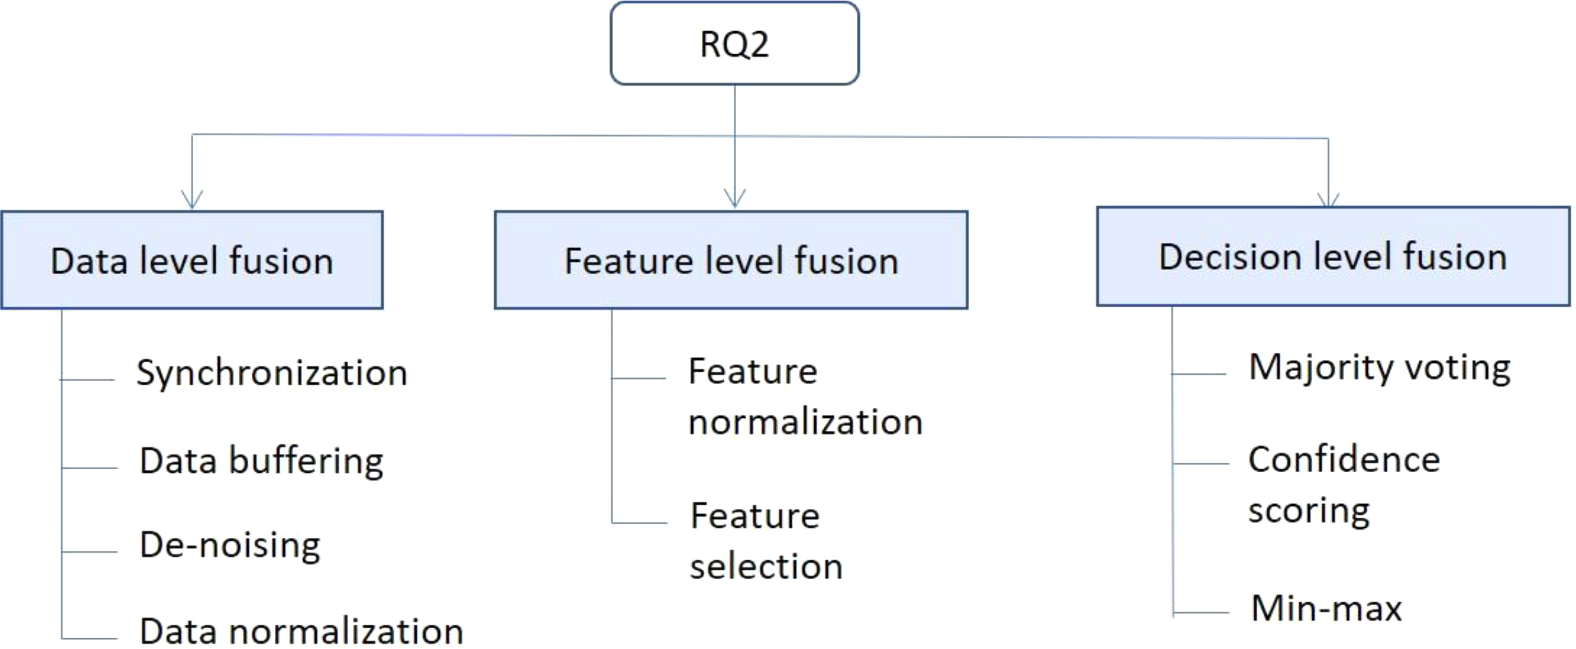 RQ2
Data level fusion
Synchronization
Data buffering
De-noising
Data normalization
Feature level fusion
Feature
normalization
Feature
selection
Decision level fusion
Majority voting
Confidence
scoring
Min-max